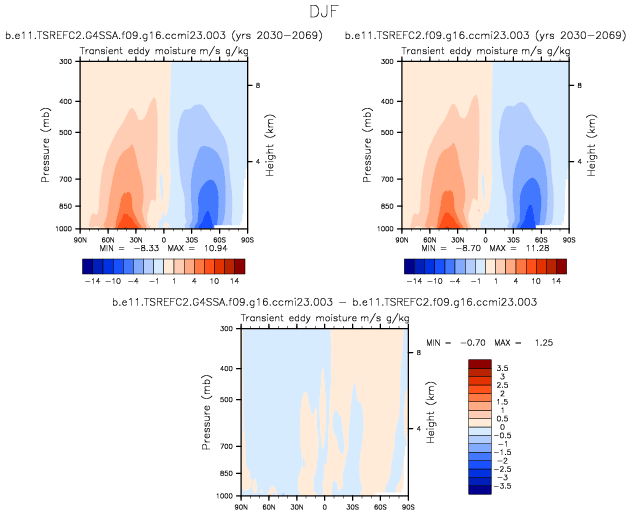 DJF
b.e11.TSREFC2.G4SSA.f09.g16.ccmi23.003 (yrs 2030-2069)
b.e11.TSREFC2.f09.g16.ccmi23.003 (yrs 2030-2069)
Transient eddy moisture m/s g/kg
Transient eddy moisture m/s g/kg
Pressure (mb)
300
400
500
700
850
1000
8
4
Height (km)
90N 60N 30N 0 30S 60S 90S
MIN = -8.33 MAX = 10.94
-14 -10 -6 -4 -1 1 4 6 10 14
Pressure (mb)
300
400
500
700
850
1000
8
4
Height (km)
90N 60N 30N 0 30S 60S 90S
MIN = -8.70 MAX = 11.28
-14 -10 -6 -4 -1 1 4 6 10 14
b.e11.TSREFC2.G4SSA.f09.g16.ccmi23.003 - b.e11.TSREFC2.f09.g16.ccmi23.003
Transient eddy moisture m/s g/kg
Pressure (mb)
300
400
500
700
850
1000
8
4
Height (km)
90N 60N 30N 0 30S 60S 90S
MIN = -0.70 MAX = 1.25
3.5
3
2.5
2
1.5
1
0.5
0
-0.5
-1
-1.5
-2
-2.5
-3
-3.5